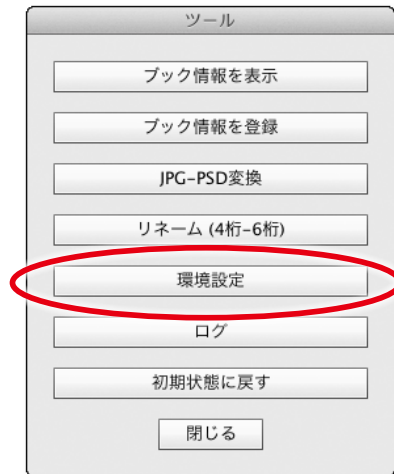 ツール
ブック情報を表示
ブック情報を登録
JPG-PSD変換
リネーム (4桁-6桁)
環境設定
ログ
初期状態に戻す
閉じる